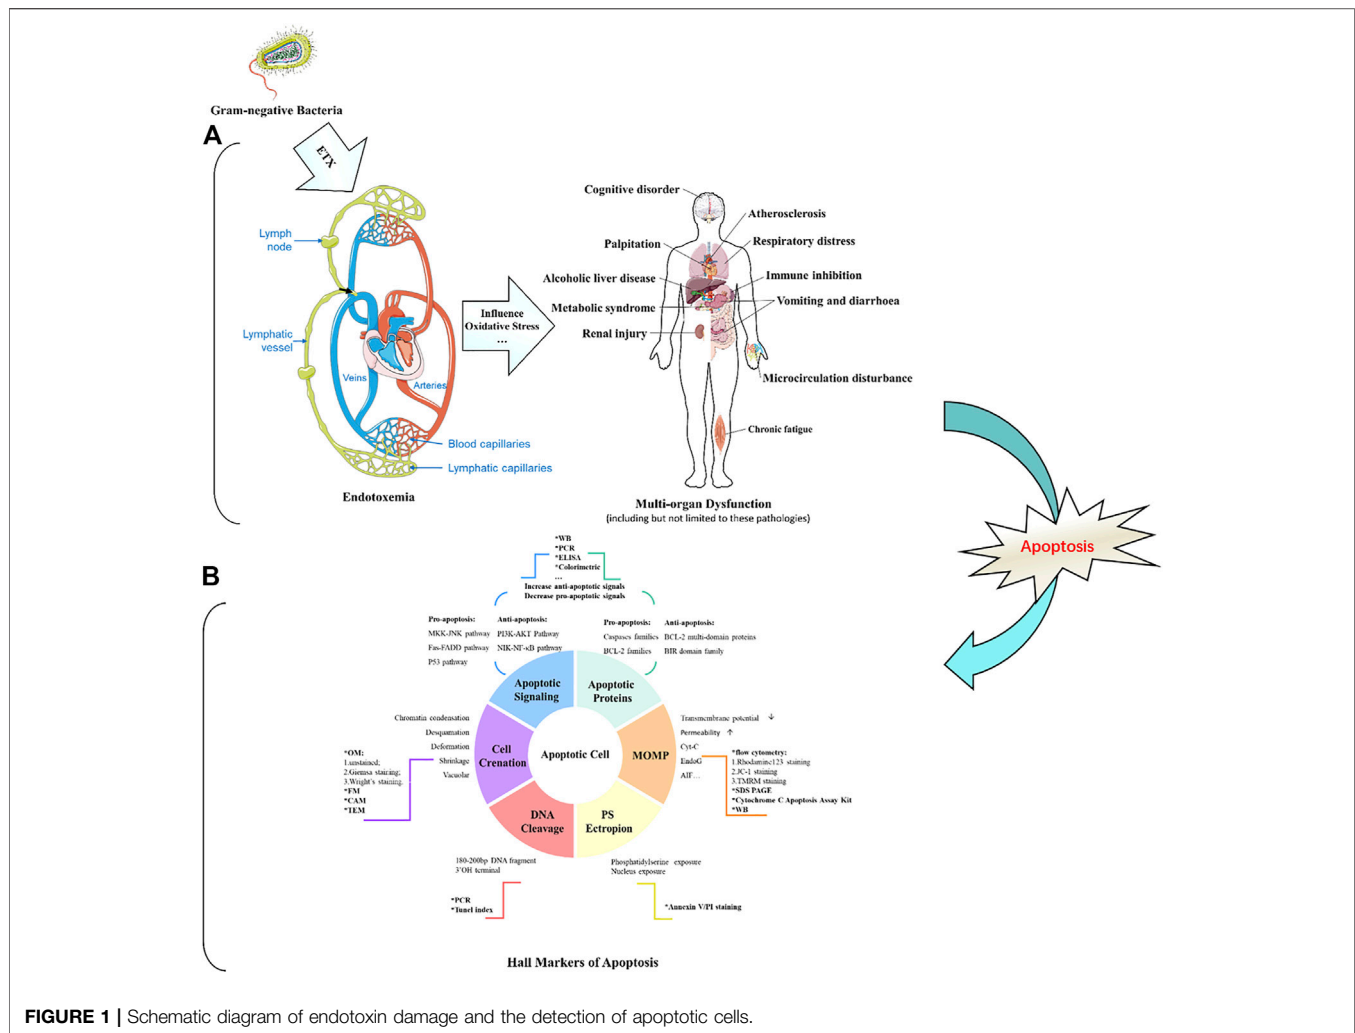 Gram-negative Bacteria
A
ETX
Lymph
node
Lymphatic
vessel
Veins
Arteries
Blood capillaries
Lymphatic capillaries
Endotoxemia
Influence
Oxidative Stress
...
Cognitive disorder
Atherosclerosis
Palpitation
Respiratory distress
Alcoholic liver disease
Immune inhibition
Metabolic syndrome
Vomiting and diarrhoea
Renal injury
Microcirculation disturbance
Chronic fatigue
Multi-organ Dysfunction
(including but not limited to these pathologies)
Apoptosis
B
*WB
*PCR
*ELISA
*Colorimetric
...
Increase anti-apoptotic signals
Decrease pro-apoptotic signals
Pro-apoptosis:
MKK-JNK pathway
Fas-FADD pathway
P53 pathway
Anti-apoptosis:
PI3K-AKT Pathway
NIK-NF-κB pathway
Pro-apoptosis:
Caspases families
BCL-2 families
Anti-apoptosis:
BCL-2 multi-domain proteins
BIR domain family
Apoptotic
Signaling
Apoptotic
Proteins
Cell
Crenation
Apoptotic Cell
MOMP
DNA
Cleavage
PS
Ectropion
Chromatin condensation
Desquamation
Deformation
Shrinkage
Vacuolar
*OM:
1.unstained;
2.Giemsa staining;
3.Wright's staining.
*FM
*CAM
*TEM
Transmembrane potential ↓
Permeability ↑
Cyt-C
EndoG
AIF...
*flow cytometry:
1.Rhodamine123 staining
2.JC-1 staining
3.TMRM staining
*SDS PAGE
*Cytochrome C Apoptosis Assay Kit
*WB
180-200bp DNA fragment
3'OH terminal
*PCR
*Tunel index
Phosphatidylserine exposure
Nucleus exposure
*Annexin V/PI staining
Hall Markers of Apoptosis
FIGURE 1 | Schematic diagram of endotoxin damage and the detection of apoptotic cells.